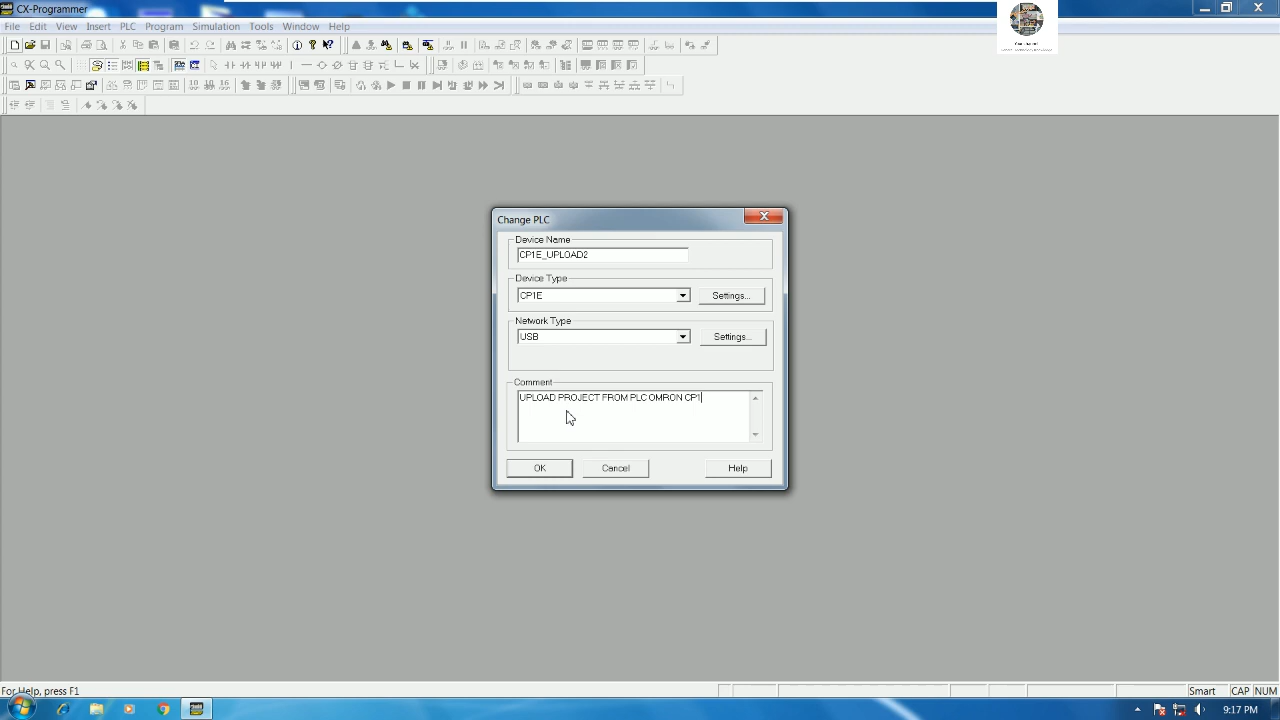 CX-Programmer
File Edit View Insert PLC Program Simulation Tools Window Help
Change PLC
Device Name
CP1E_UPLOAD2
Device Type
CP1E
Settings...
Network Type
USB
Settings...
Comment
UPLOAD PROJECT FROM PLC OMRON CP1
OK
Cancel
Help
For Help, press F1
Smart
CAP
NUM
9:17 PM